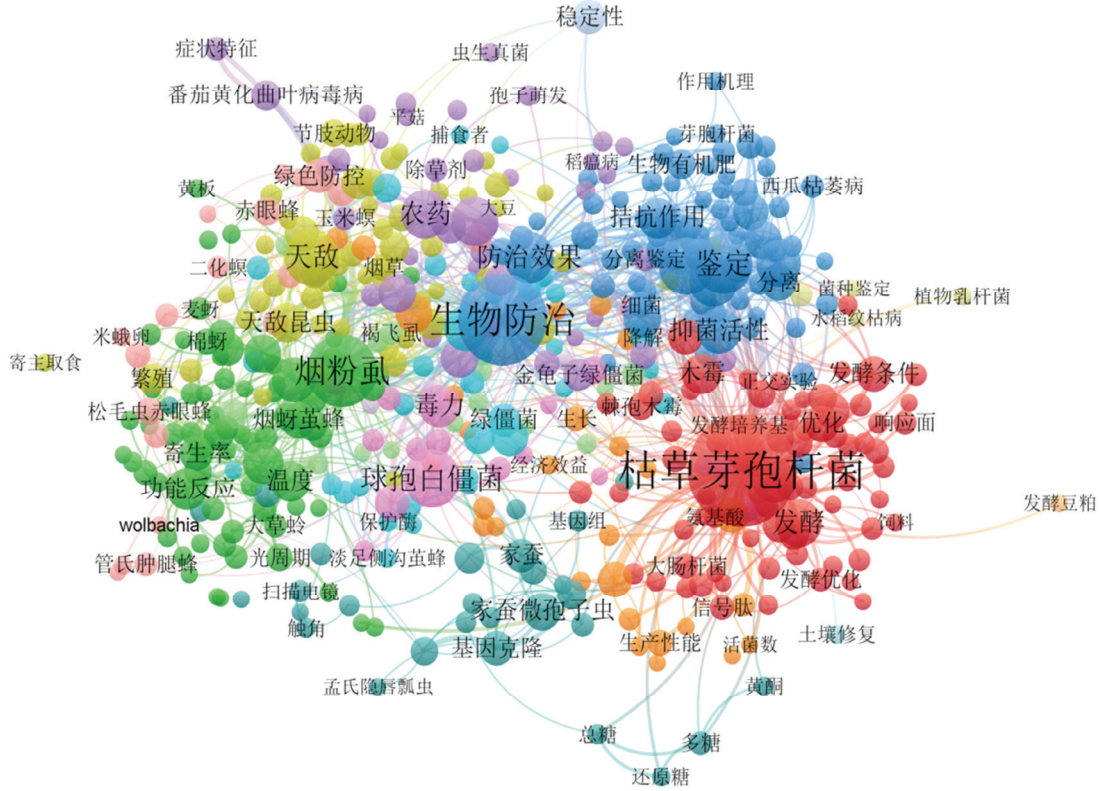 稳定性
症状特征
虫生真菌
作用机理
番茄黄化曲叶病毒病
孢子萌发
平菇
节肢动物
捕食者
芽胞杆菌
除草剂
稻瘟病
生物有机肥
绿色防控
黄板
西瓜枯萎病
赤眼蜂
玉米螟
农药
大豆
拮抗作用
天敌
防治效果
分离鉴定
鉴定
二化螟
烟草
分离
菌种鉴定
植物乳杆菌
麦蚜
天敌昆虫
生物防治
细菌
水稻纹枯病
米蛾卵
棉蚜
褐飞虱
降解
抑菌活性
寄主取食
繁殖
烟粉虱
金龟子绿僵菌
木霉
正交实验
发酵条件
松毛虫赤眼蜂
烟蚜茧蜂
毒力
绿僵菌
生长
棘孢木霉
发酵培养基
优化
响应面
寄生率
功能反应
温度
球孢白僵菌
经济效益
枯草芽孢杆菌
wolbachia
大草蛉
保护酶
基因组
氨基酸
发酵
饲料
发酵豆粕
管氏肿腿蜂
光周期
淡足侧沟茧蜂
家蚕
大肠杆菌
发酵优化
扫描电镜
触角
家蚕微孢子虫
信号肽
基因克隆
生产性能
活菌数
土壤修复
孟氏隐唇瓢虫
黄酮
总糖
多糖
还原糖